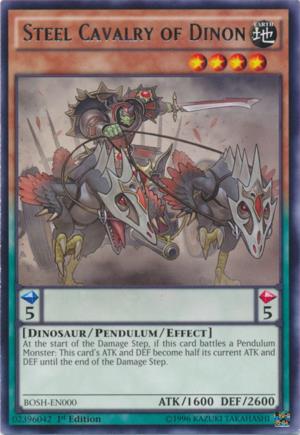 STEEL CAVALRY OF DINON
EARTH
地
5
5
[DINOSAUR/PENDULUM/EFFECT]
At the start of the Damage Step, if this card battles a Pendulum
Monster: This card's ATK and DEF become half its current ATK
and DEF until the end of the Damage Step.
BOSH-EN000
ATK/1600 DEF/2600
02396042
1st Edition
©1996 KAZUKI TAKAHASHI